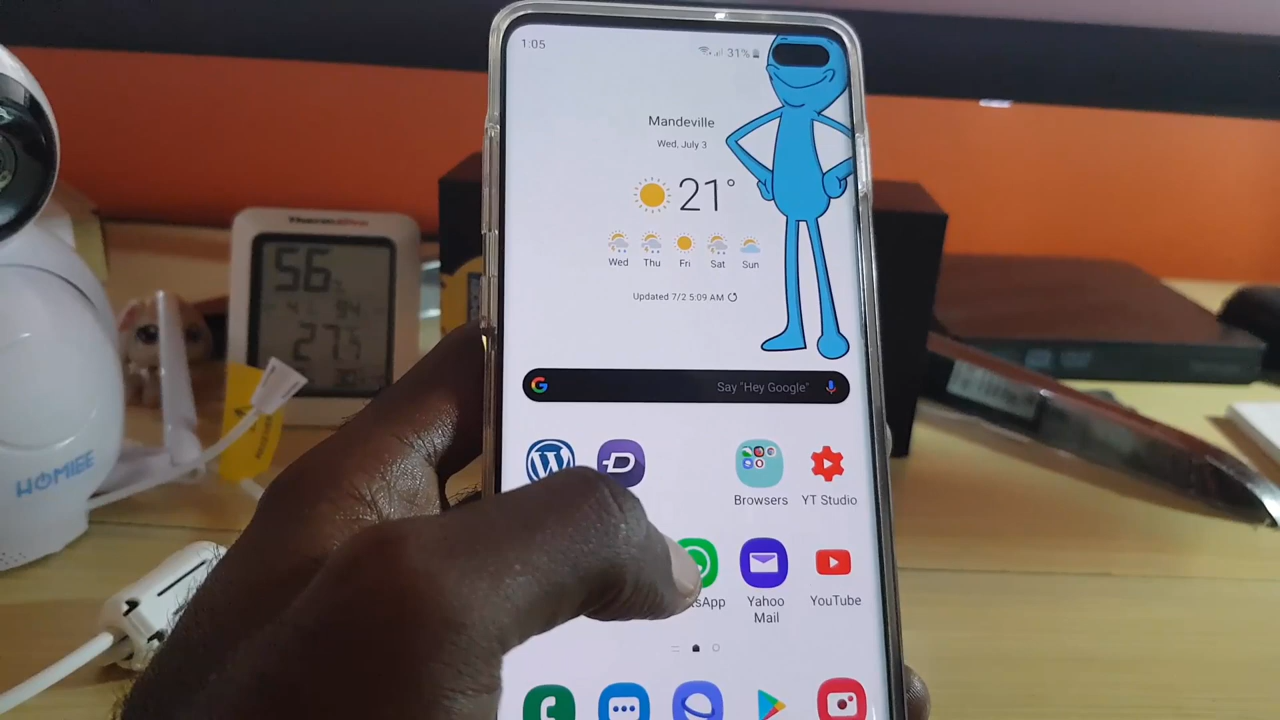 1:05
31%
Mandeville
Wed, July 3
21°
Wed Thu Fri Sat Sun
Updated 7/2 5:09 AM
Say "Hey Google"
Browsers YT Studio
Yahoo Mail
YouTube
56
27.5
HOMIEE